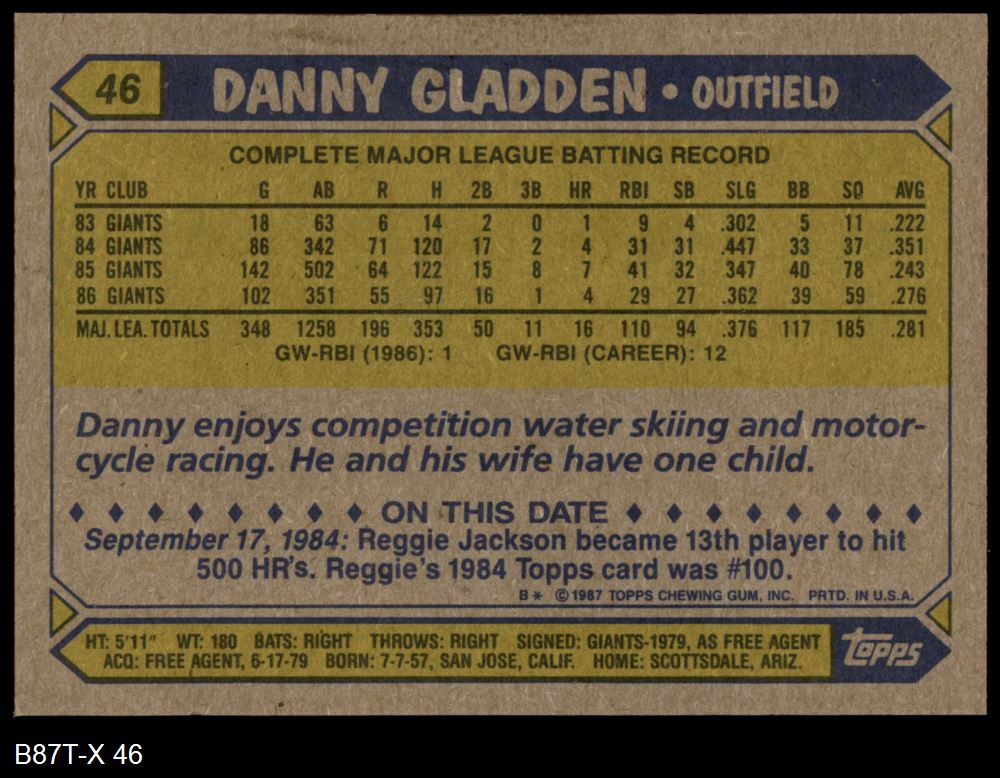 46 DANNY GLADDEN • OUTFIELD
COMPLETE MAJOR LEAGUE BATTING RECORD
YR CLUB G AB R H 2B 3B HR RBI SB SLG BB SO AVG
83 GIANTS 18 63 6 14 2 0 1 9 4 .302 5 11 .222
84 GIANTS 86 342 71 120 17 2 4 31 31 .447 33 37 .351
85 GIANTS 142 502 64 122 15 8 7 41 32 .347 40 78 .243
86 GIANTS 102 351 55 97 16 1 4 29 27 .362 39 59 .276
MAJ. LEA. TOTALS 348 1258 196 353 50 11 16 110 94 .376 117 185 .281
GW-RBI (1986): 1 GW-RBI (CAREER): 12
Danny enjoys competition water skiing and motor-
cycle racing. He and his wife have one child.
♦ ♦ ♦ ♦ ♦ ♦ ♦ ♦ ON THIS DATE ♦ ♦ ♦ ♦ ♦ ♦ ♦ ♦
September 17, 1984: Reggie Jackson became 13th player to hit
500 HR's. Reggie's 1984 Topps card was #100.
B* ©1987 TOPPS CHEWING GUM, INC. PRTD. IN U.S.A.
HT: 5'11" WT: 180 BATS: RIGHT THROWS: RIGHT SIGNED: GIANTS-1979, AS FREE AGENT
ACQ: FREE AGENT, 6-17-79 BORN: 7-7-57, SAN JOSE, CALIF. HOME: SCOTTSDALE, ARIZ.
topps
B87T-X 46